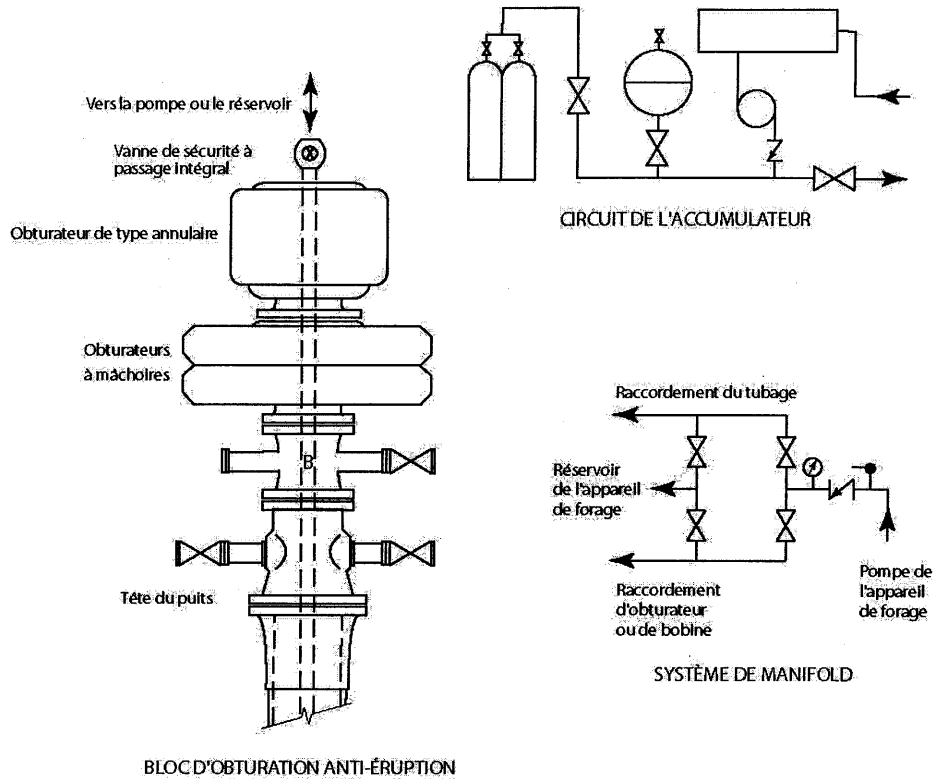 Vers la pompe ou le réservoir
Vanne de sécurité à
passage intégral
Obturateur de type annulaire
Obturateurs
à mâchoires
B
Tête du puits
BLOC D'OBTURATION ANTI-ÉRUPTION
CIRCUIT DE L'ACCUMULATEUR
Raccordement du tubage
Réservoir
de l'appareil
de forage
Raccordement
d'obturateur
ou de bobine
Pompe de
l'appareil
de forage
SYSTÈME DE MANIFOLD